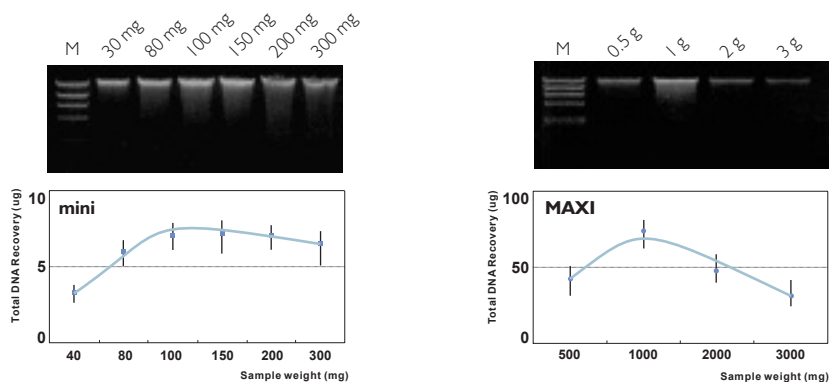 M 30 mg 80 mg 100 mg 150 mg 200 mg 300 mg
mini
Total DNA Recovery (ug)
10
5
0
40 80 100 150 200 300
Sample weight (mg)
M 0.5 g 1 g 2 g 3 g
MAXI
Total DNA Recovery (ug)
100
50
0
500 1000 2000 3000
Sample weight (mg)